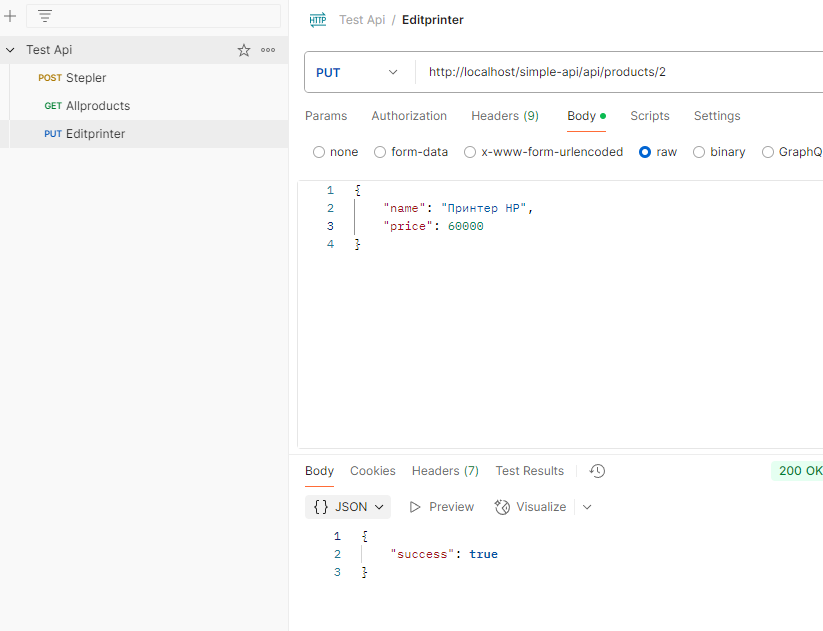 Test Api
POST Stepler
GET Allproducts
PUT Editprinter
HTTP Test Api / Editprinter
PUT http://localhost/simple-api/api/products/2
Params Authorization Headers (9) Body Scripts Settings
none form-data x-www-form-urlencoded raw binary GraphQ
1 {
2 "name": "Принтер HP",
3 "price": 60000
4 }
Body Cookies Headers (7) Test Results 200 OK
{} JSON Preview Visualize
1 {
2 "success": true
3 }